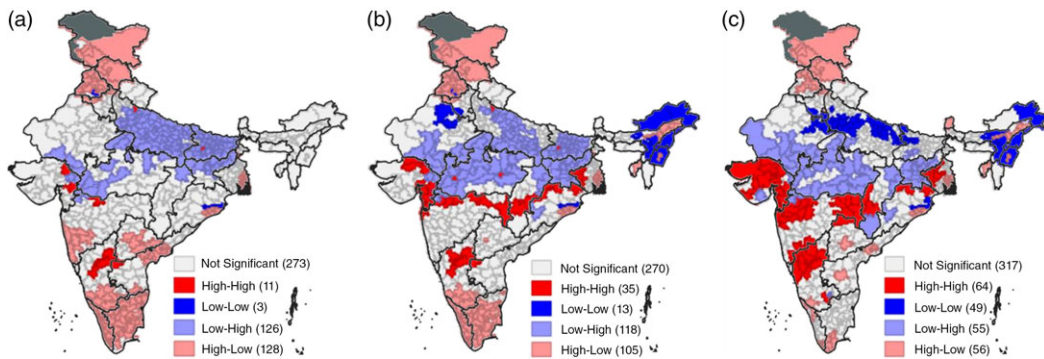 (a)
Not Significant (273)
High-High (11)
Low-Low (3)
Low-High (126)
High-Low (128)
(b)
Not Significant (270)
High-High (35)
Low-Low (13)
Low-High (118)
High-Low (105)
(c)
Not Significant (317)
High-High (64)
Low-Low (49)
Low-High (55)
High-Low (56)